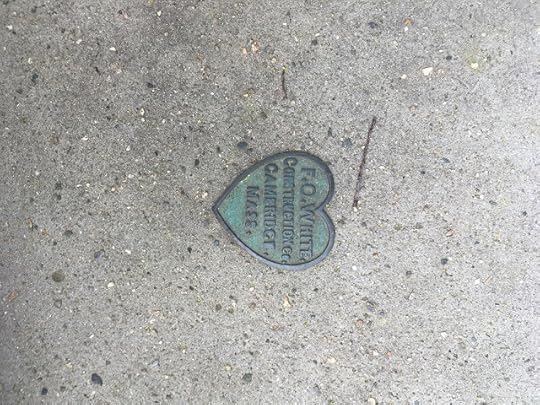 F.O.WHITE
CONSTRUCTION CO.
CAMBRIDGE.
MASS.